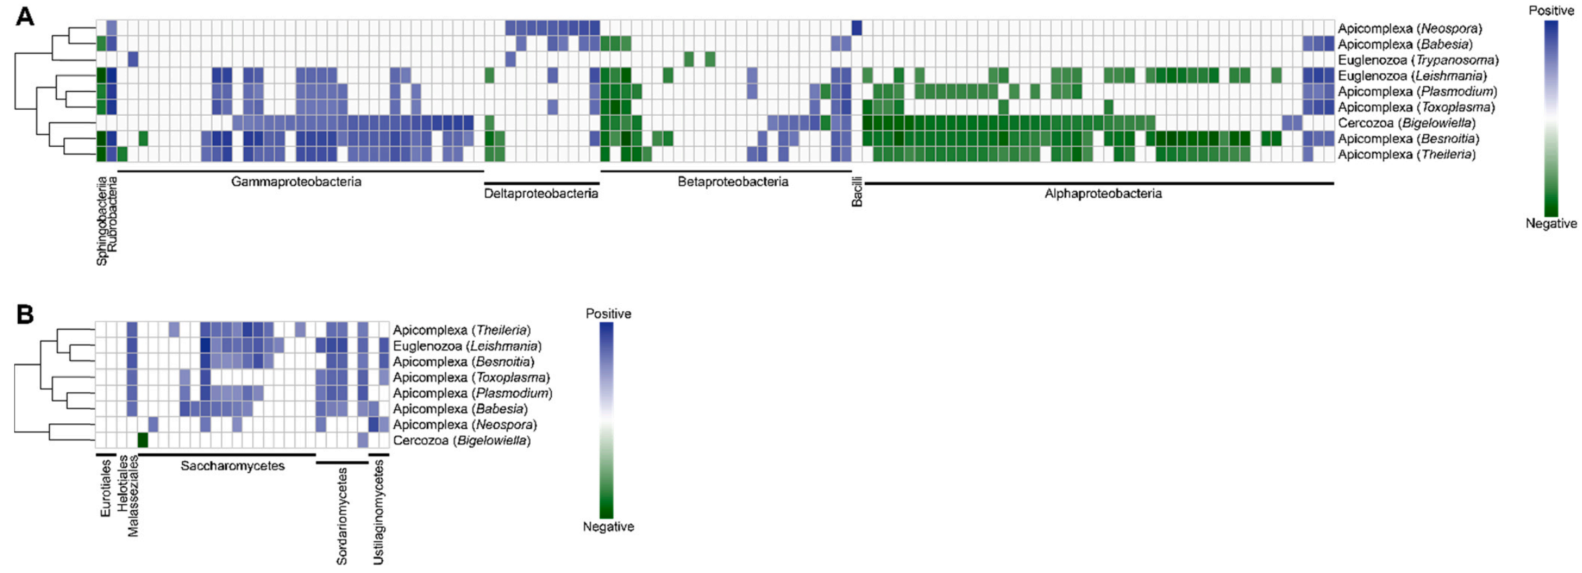 A
Positive
Apicomplexa (Neospora)
Apicomplexa (Babesia)
Euglenozoa (Trypanosoma)
Euglenozoa (Leishmania)
Apicomplexa (Plasmodium)
Apicomplexa (Toxoplasma)
Cercozoa (Bigelowiella)
Apicomplexa (Besnoitia)
Apicomplexa (Theileria)
Negative
Sphingobacteriia
Rubrobacteria
Gammaproteobacteria
Deltaproteobacteria
Betaproteobacteria
Bacilli
Alphaproteobacteria
B
Positive
Apicomplexa (Theileria)
Euglenozoa (Leishmania)
Apicomplexa (Besnoitia)
Apicomplexa (Toxoplasma)
Apicomplexa (Plasmodium)
Apicomplexa (Babesia)
Apicomplexa (Neospora)
Cercozoa (Bigelowiella)
Negative
Eurotiales
Helotiales
Malasseziales
Saccharomycetes
Sordariomycetes
Ustilaginomycetes